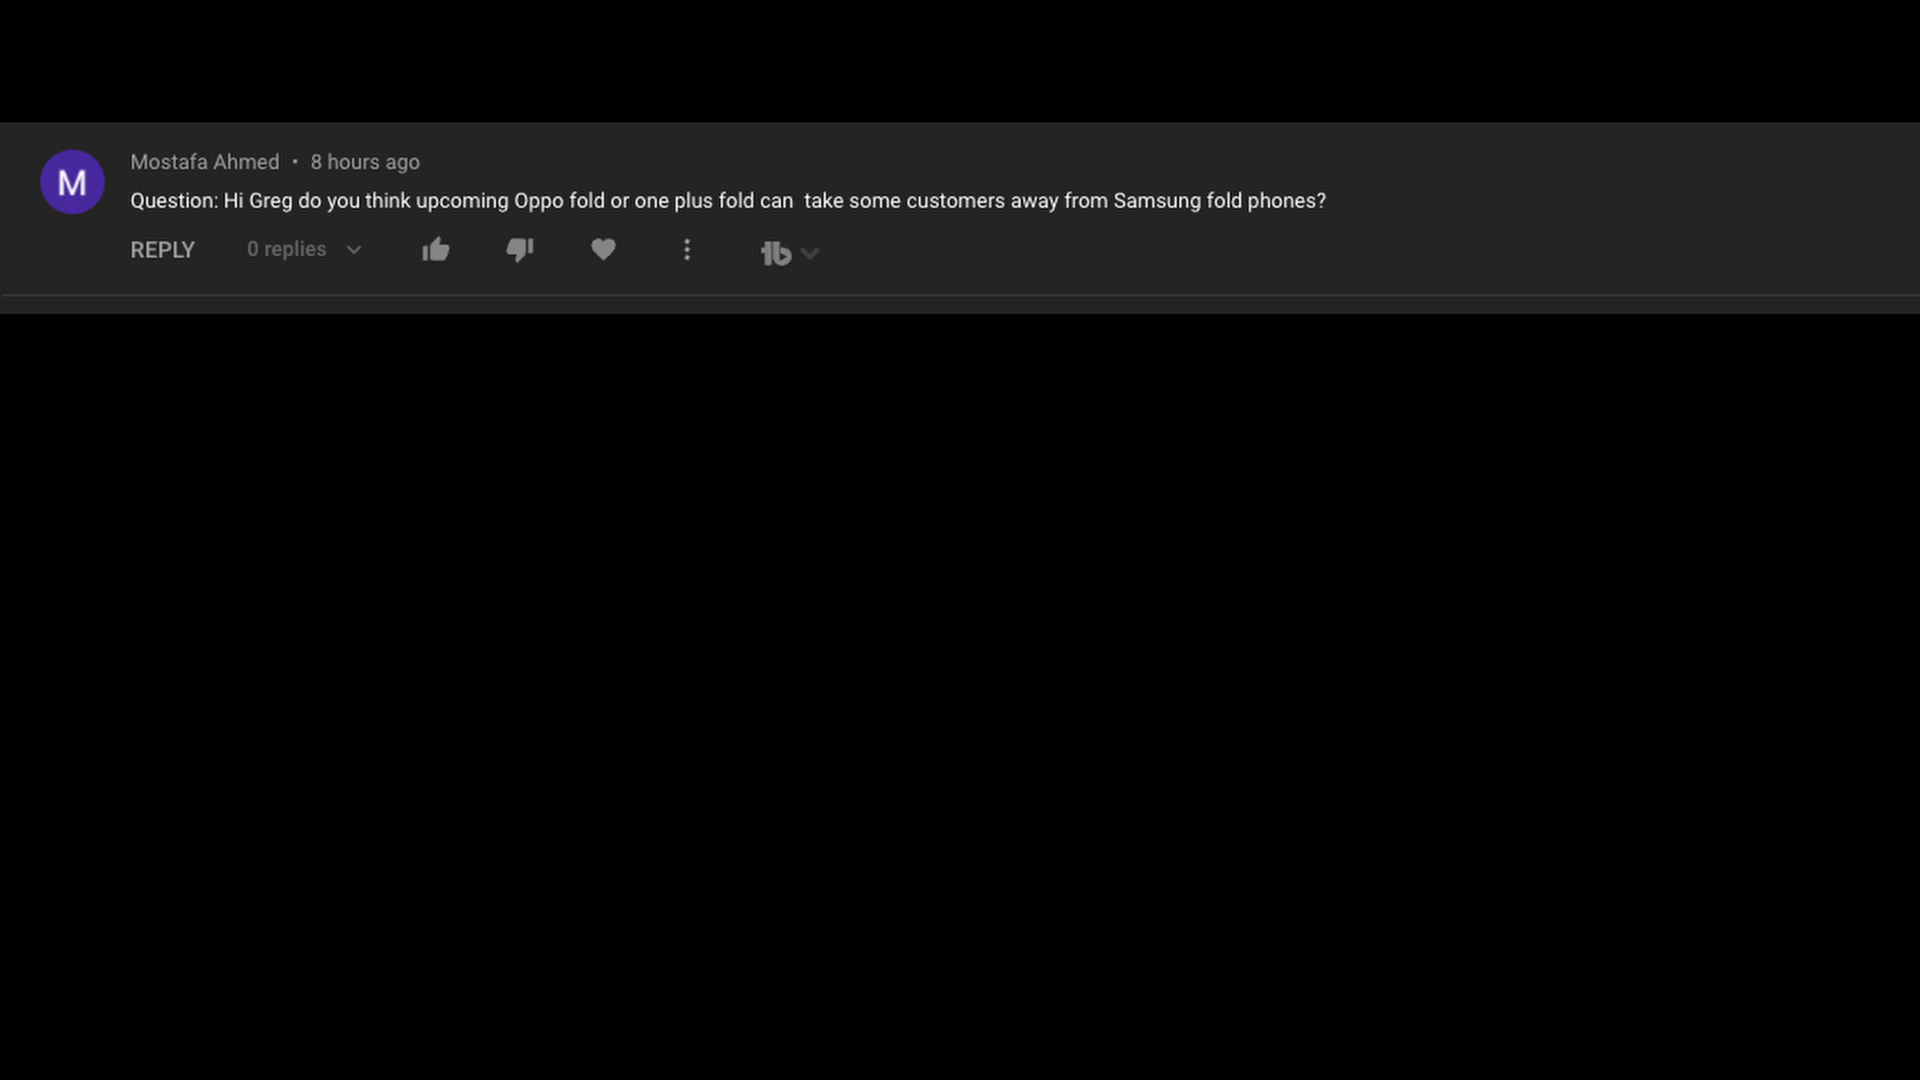 M
Mostafa Ahmed • 8 hours ago
Question: Hi Greg do you think upcoming Oppo fold or one plus fold can  take some customers away from Samsung fold phones?
REPLY 0 replies